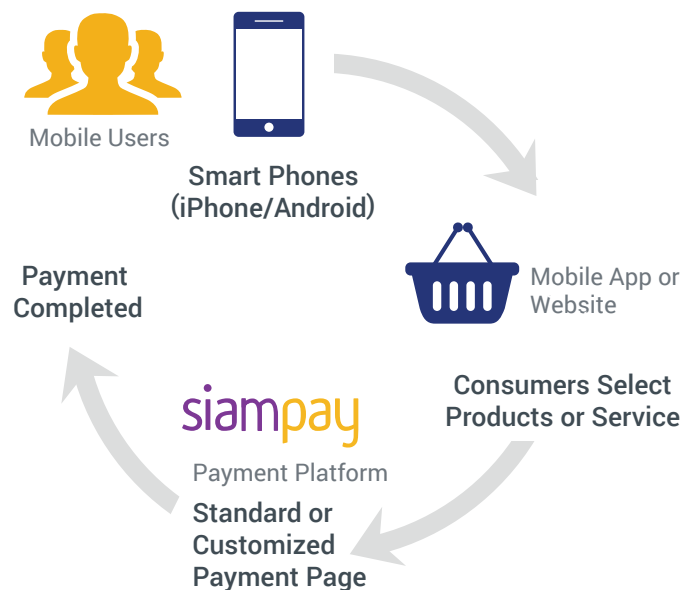 Mobile Users
Smart Phones
(iPhone/Android)
Mobile App or
Website
Consumers Select
Products or Service
siampay
Payment Platform
Standard or
Customized
Payment Page
Payment
Completed